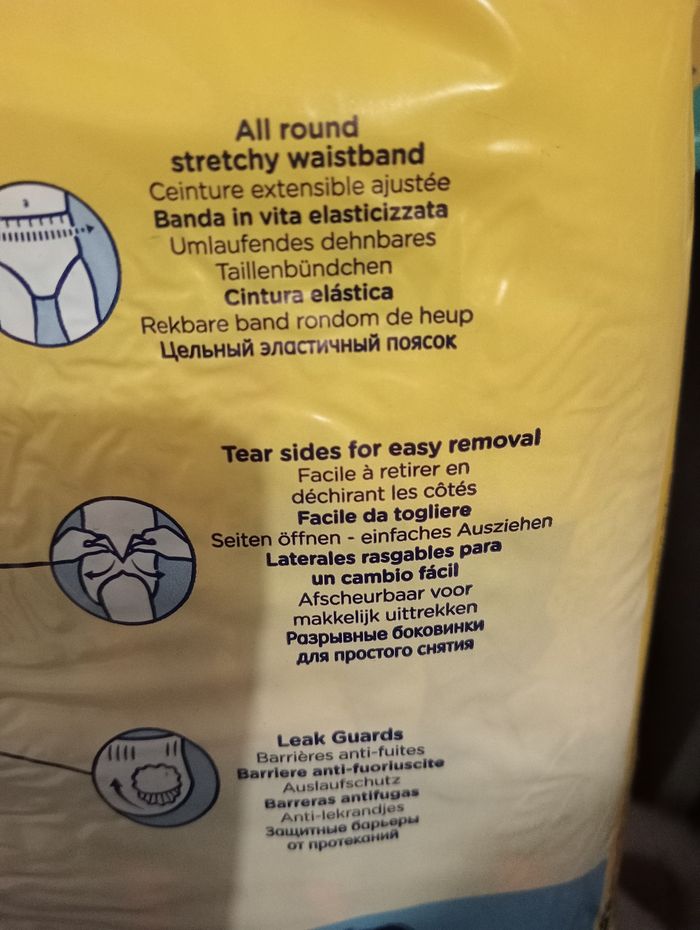 All round
stretchy waistband
Ceinture extensible ajustée
Banda in vita elasticizzata
Umlaufendes dehnbares
Taillenbündchen
Cintura elástica
Rekbare band rondom de heup
Цельный эластичный поясок
Tear sides for easy removal
Facile à retirer en
déchirant les côtés
Facile da togliere
Seiten öffnen - einfaches Ausziehen
Laterales rasgables para
un cambio fácil
Afscheurbaar voor
makkelijk uittrekken
Разрывные боковинки
для простого снятия
Leak Guards
Barrières anti-fuites
Barriere anti-fuoriuscite
Auslaufschutz
Barreras antifugas
Anti-lekrandjes
Защитные барьеры
от протеканий